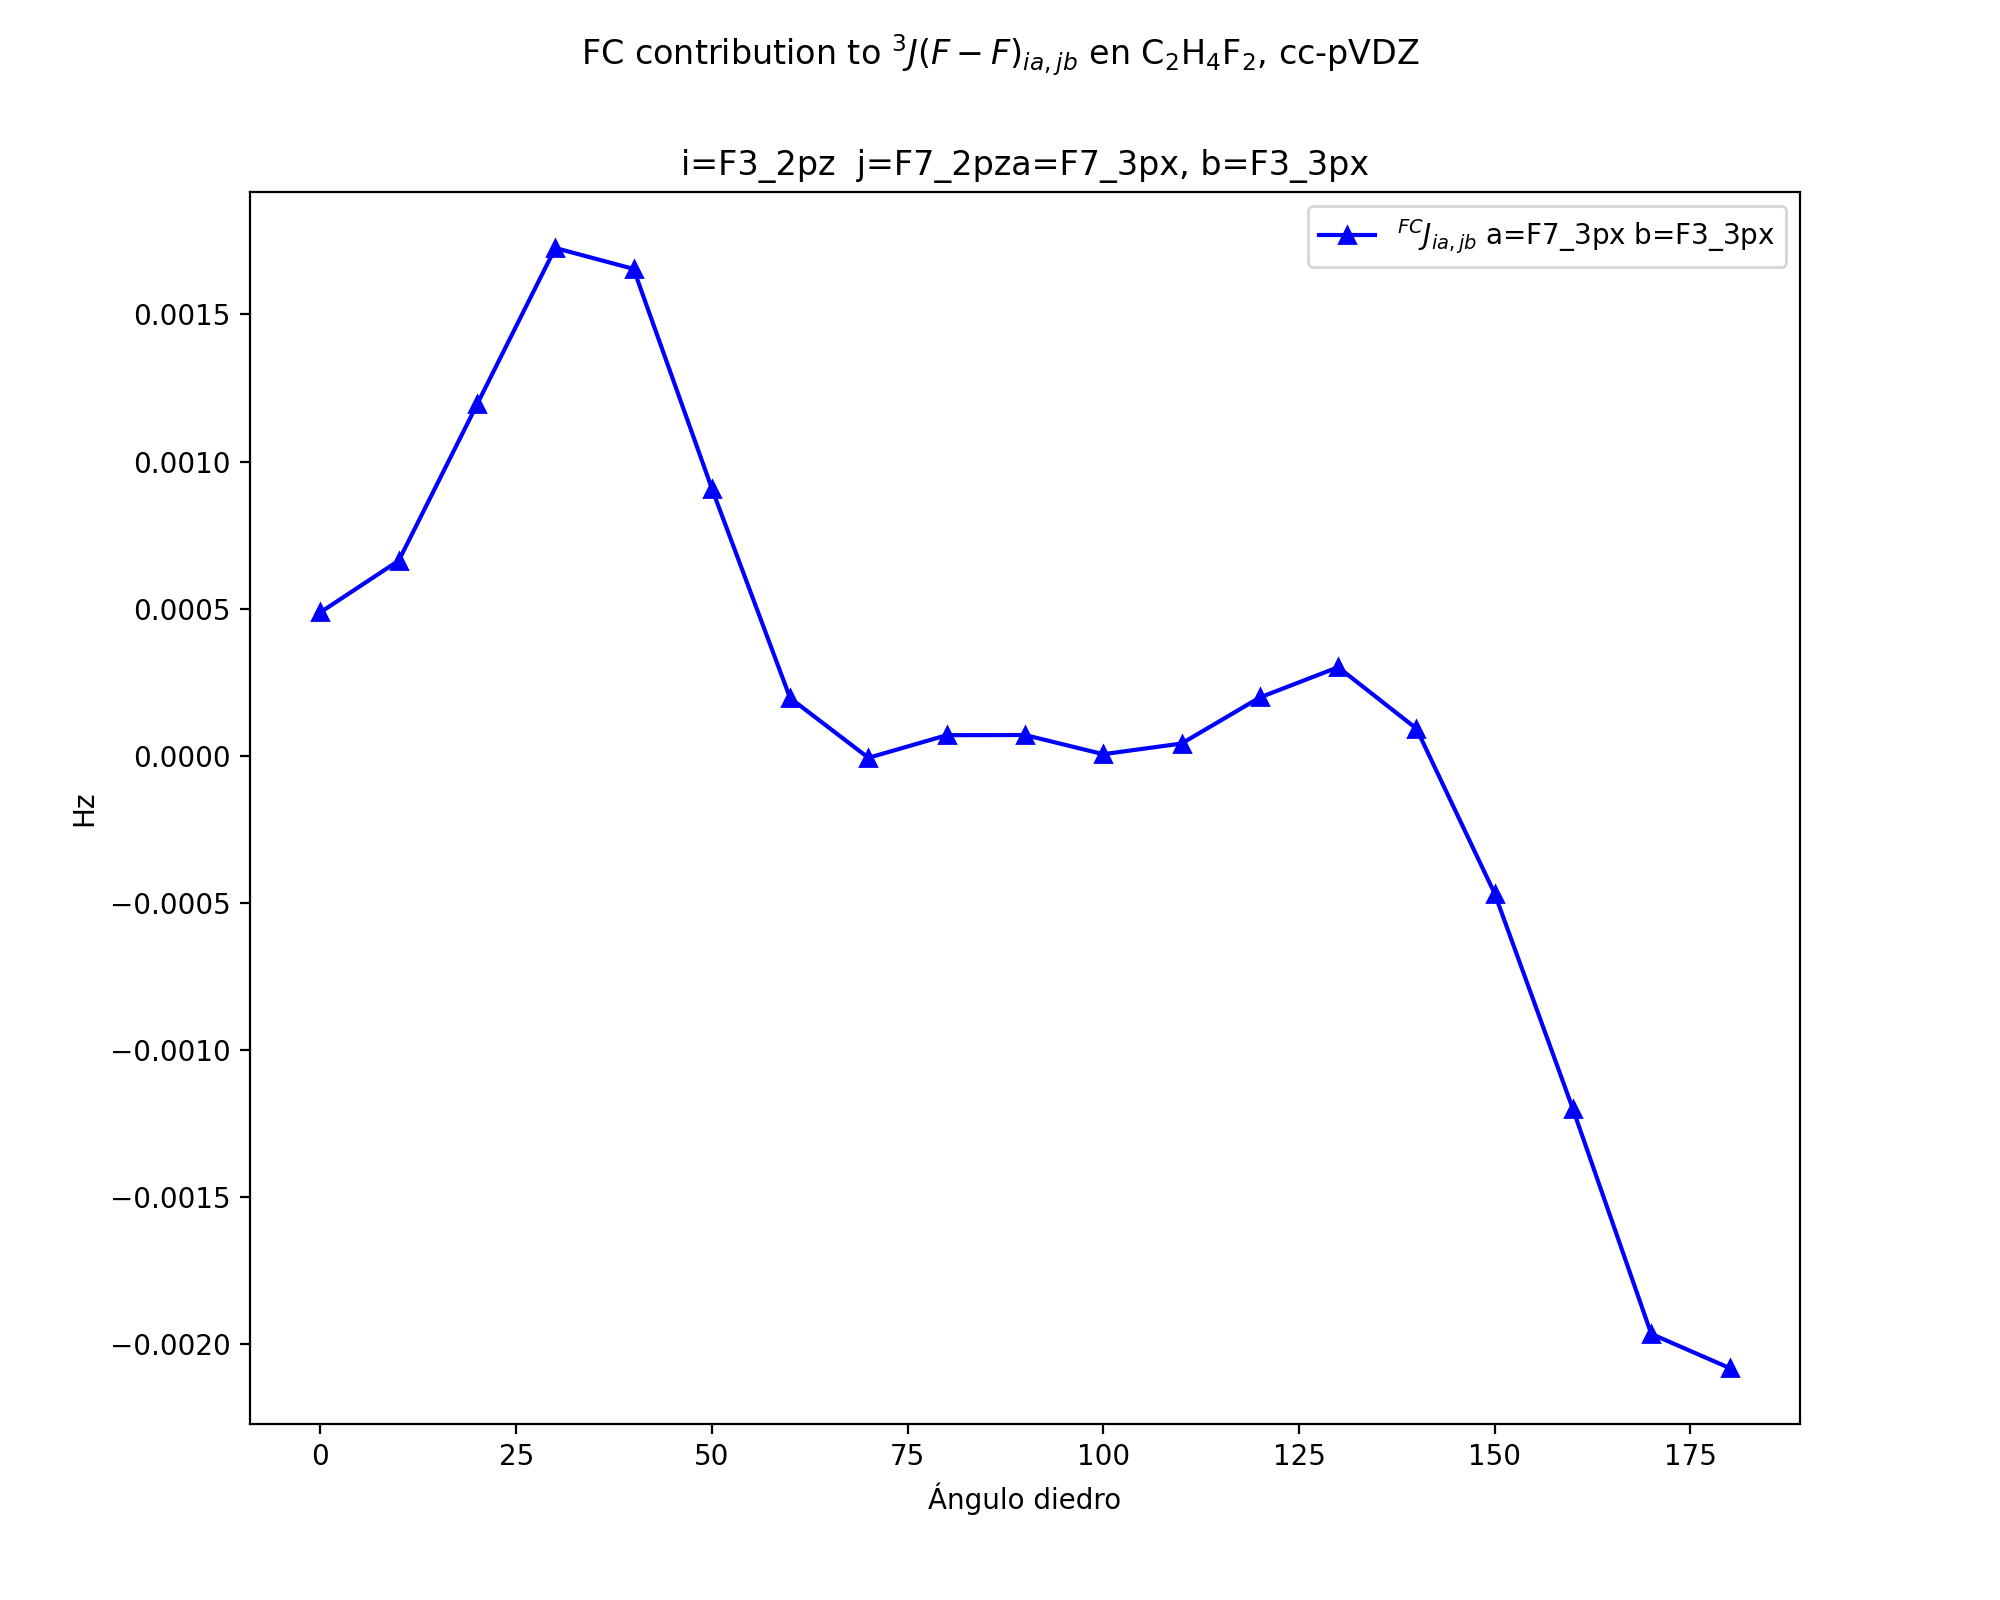 FC contribution to ³J(F − F)ia, jb en C₂H₄F₂, cc-pVDZ
i=F3_2pz  j=F7_2pza=F7_3px, b=F3_3px
FCJia, jb a=F7_3px b=F3_3px
0.0015
0.0010
0.0005
0.0000
−0.0005
−0.0010
−0.0015
−0.0020
Hz
0 25 50 75 100 125 150 175
Ángulo diedro